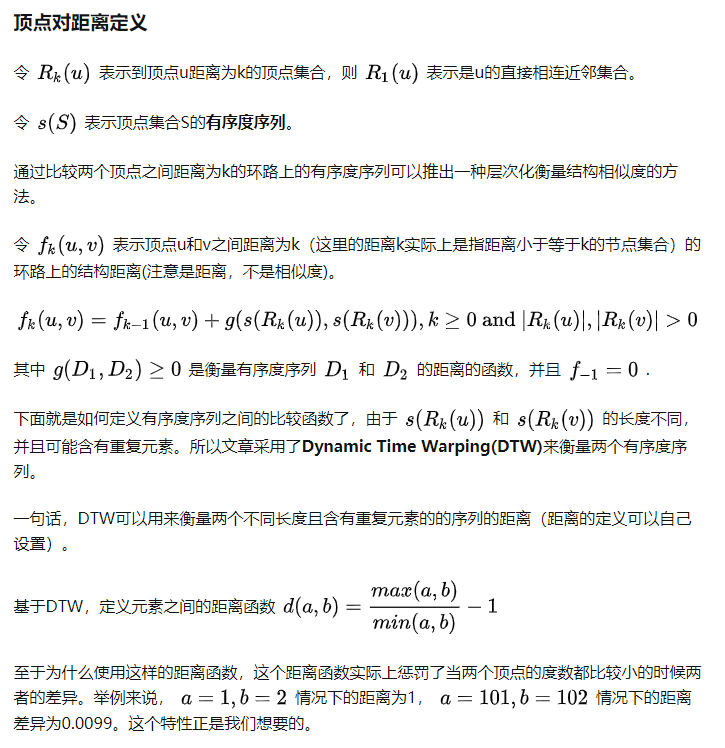 顶点对距离定义
令 R_k(u) 表示到顶点u距离为k的顶点集合，则 R_1(u) 表示是u的直接相连近邻集合。
令 s(S) 表示顶点集合S的有序度序列。
通过比较两个顶点之间距离为k的环路上的有序度序列可以推出一种层次化衡量结构相似度的方
法。
令 f_k(u, v) 表示顶点u和v之间距离为k（这里的距离k实际上是指距离小于等于k的节点集合）的
环路上的结构距离(注意是距离，不是相似度)。
f_k(u, v) = f_{k-1}(u, v) + g(s(R_k(u)), s(R_k(v))), k ≥ 0 and |R_k(u)|, |R_k(v)| > 0
其中 g(D_1, D_2) ≥ 0 是衡量有序度序列 D_1 和 D_2 的距离的函数，并且 f_{-1} = 0 .
下面就是如何定义有序度序列之间的比较函数了，由于 s(R_k(u)) 和 s(R_k(v)) 的长度不同，
并且可能含有重复元素。所以文章采用了Dynamic Time Warping(DTW)来衡量两个有序度序
列。
一句话，DTW可以用来衡量两个不同长度且含有重复元素的的序列的距离（距离的定义可以自己
设置）。
基于DTW，定义元素之间的距离函数 d(a, b) = \frac{max(a, b)}{min(a, b)} - 1
至于为什么使用这样的距离函数，这个距离函数实际上惩罚了当两个顶点的度数都比较小的时候两
者的差异。举例来说， a = 1, b = 2 情况下的距离为1， a = 101, b = 102 情况下的距离
差异为0.0099。这个特性正是我们想要的。